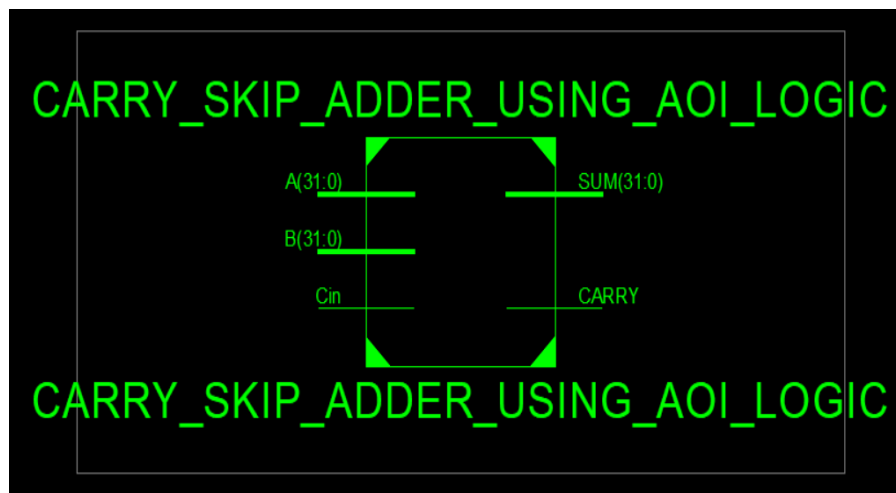 CARRY_SKIP_ADDER_USING_AOI_LOGIC
A(31:0)
SUM(31:0)
B(31:0)
Cin
CARRY
CARRY_SKIP_ADDER_USING_AOI_LOGIC